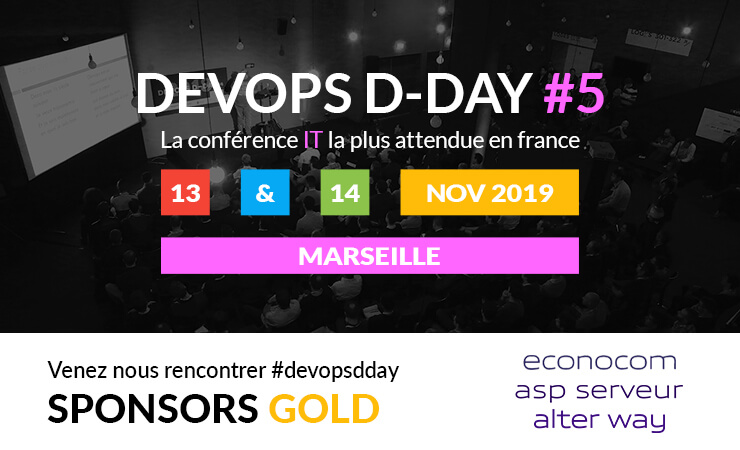 DEVOPS D-DAY #5
La conférence IT la plus attendue en france
13 & 14 NOV 2019
MARSEILLE
Venez nous rencontrer #devopsdday
SPONSORS GOLD
econocom
asp serveur
alter way